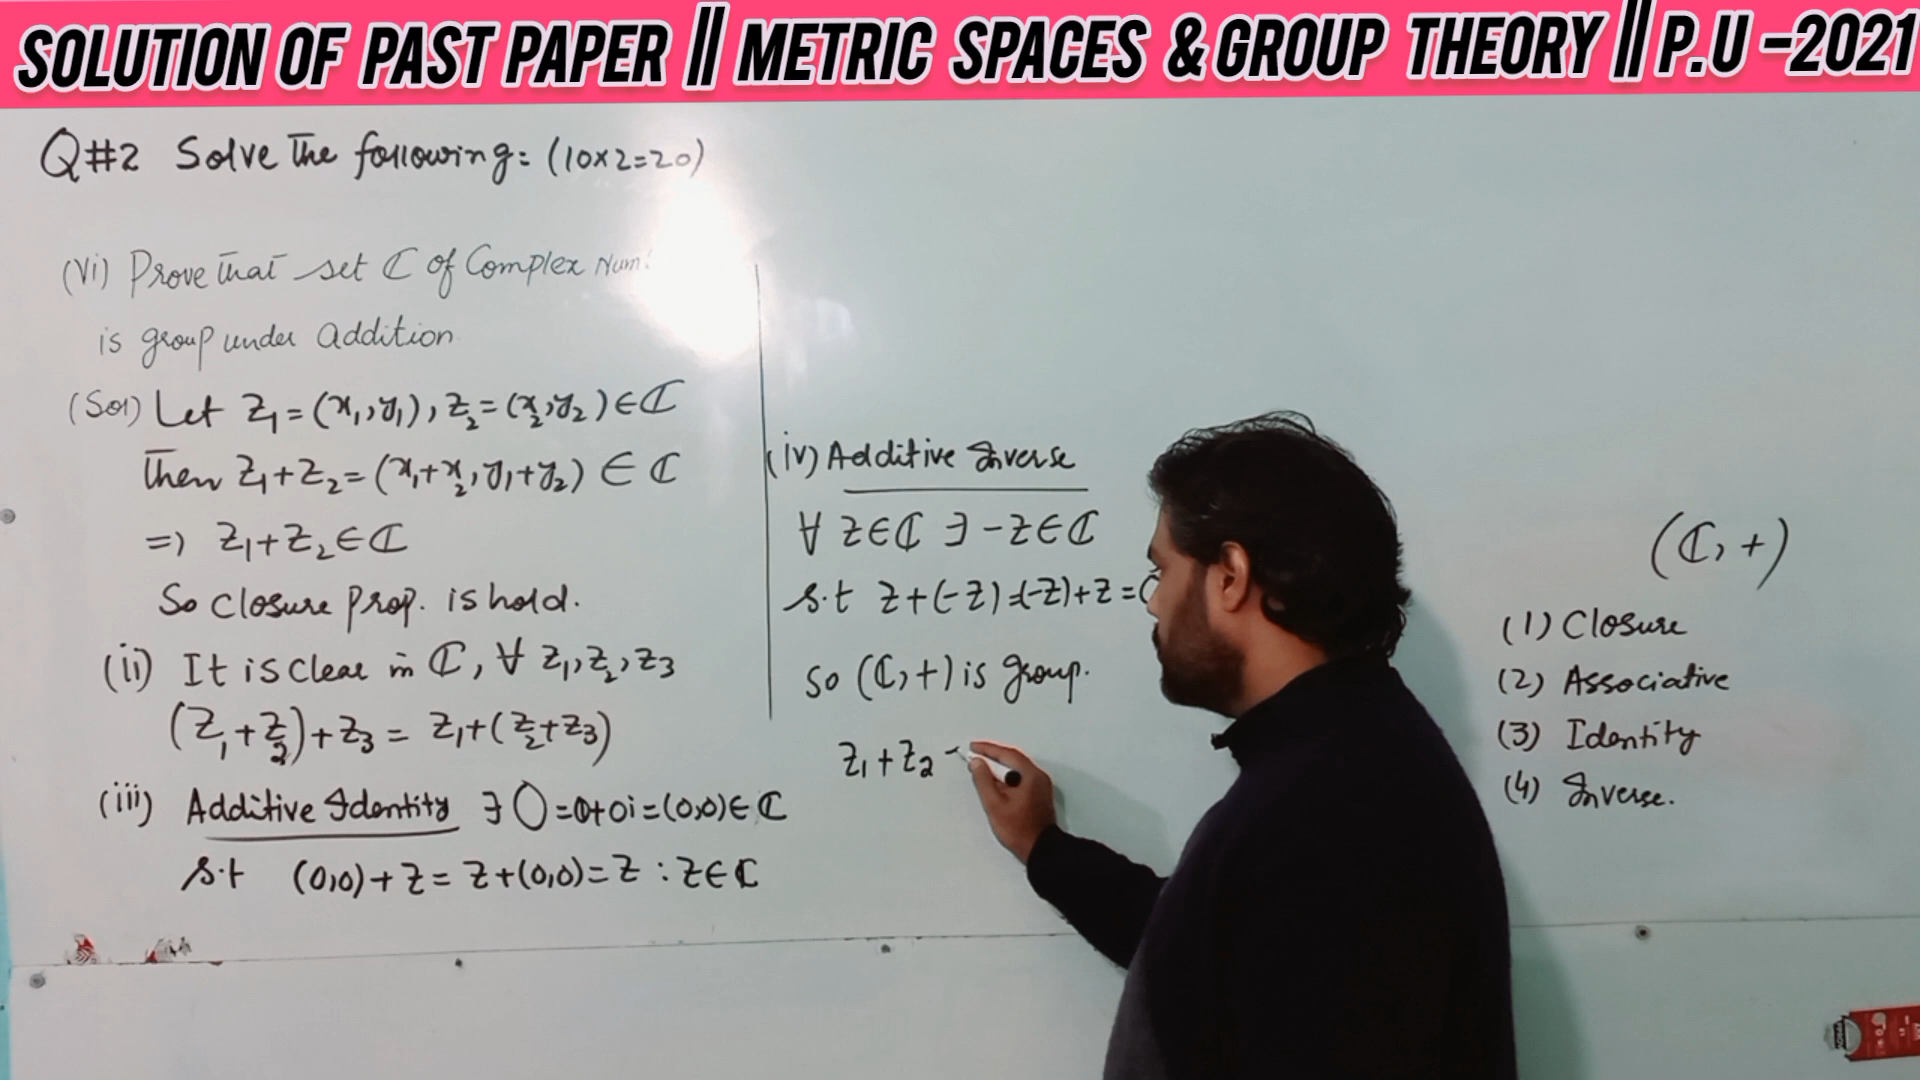 SOLUTION OF PAST PAPER || METRIC SPACES & GROUP THEORY || P.U -2021
Q#2 Solve The following: (10×2=20)
(Vi) Prove that set ℂ of Complex Num
is group under Addition
(Sol) Let Z₁=(x₁,y₁), Z₂=(x₂,y₂)∈ℂ
Then Z₁+Z₂=(x₁+x₂,y₁+y₂) ∈ ℂ
=> Z₁+Z₂∈ℂ
So Closure Prop. is hold.
(ii) It is Clear in ℂ, ∀ Z₁,Z₂,Z₃
(Z₁+Z₂)+Z₃ = Z₁+(Z₂+Z₃)
(iii) Additive Identity ∃ 0=0+0i=(0,0)∈ℂ
s.t (0,0)+Z = Z+(0,0)=Z : Z∈ℂ
(iv) Additive Inverse
∀ Z∈ℂ ∃ -Z∈ℂ
s.t Z+(-Z)=(-Z)+Z=
So (ℂ,+) is group.
Z₁+Z₂
(ℂ,+)
(1) Closure
(2) Associative
(3) Identity
(4) Inverse.